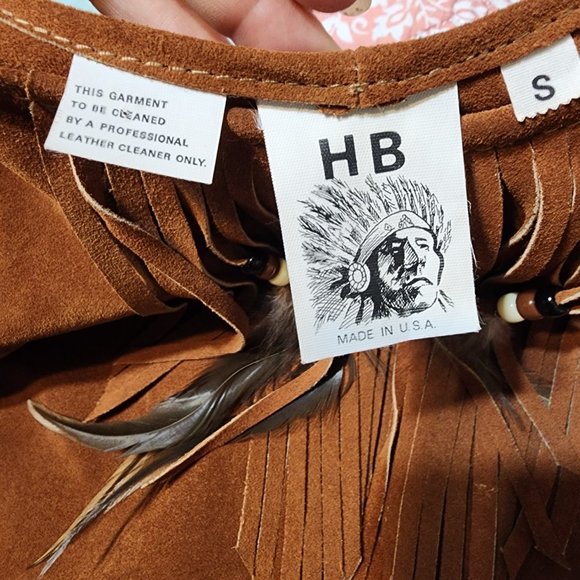 THIS GARMENT
TO BE CLEANED
BY A PROFESSIONAL
LEATHER CLEANER ONLY.
HB
MADE IN U.S.A.
S